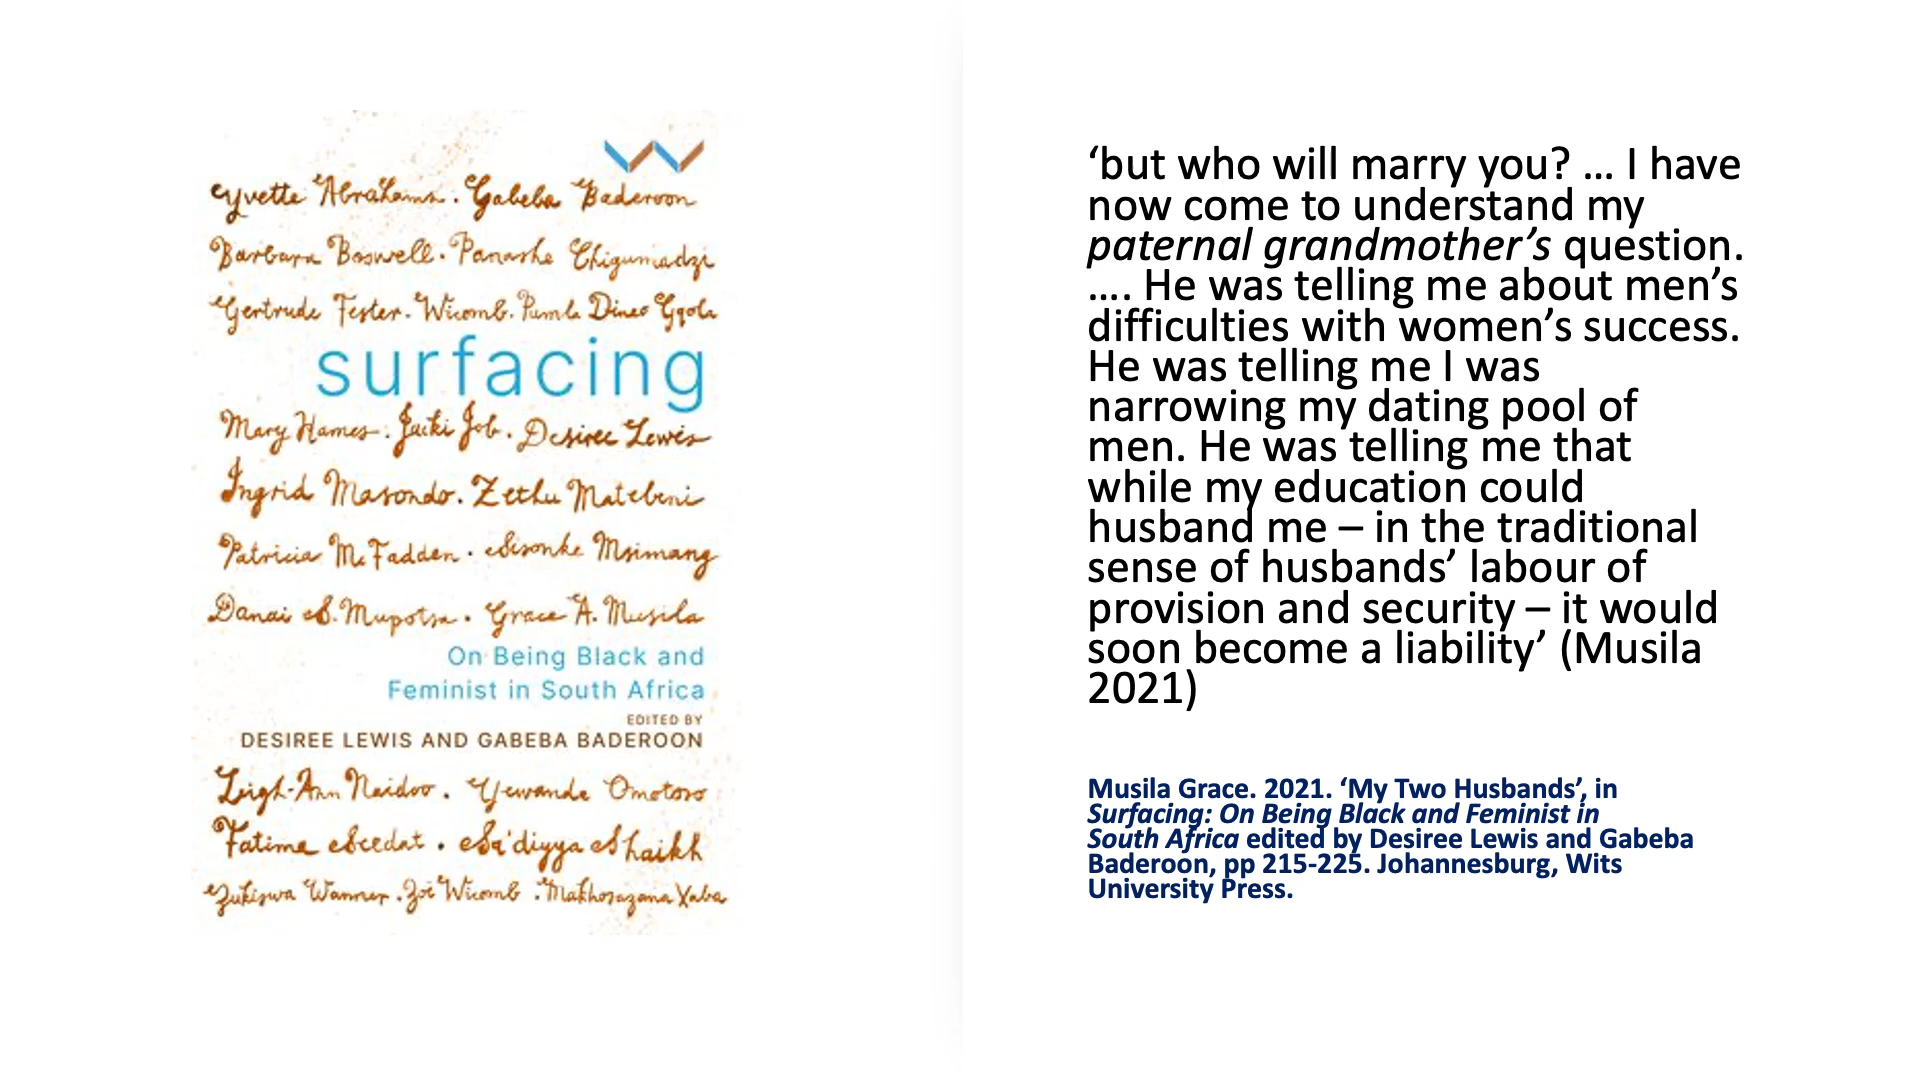 Yvette Abrahams . Gabeba Baderoon
Barbara Boswell . Panashe Chigumadzi
Gertrude Fester . Wicomb . Pumla Dineo Gqola
surfacing
Mary Hames . Jacki Job . Desiree Lewis
Ingrid Masondo . Zethu Matebeni
Patricia McFadden . Sisonke Msimang
Danai S. Mupotsa . Grace A. Musila
On Being Black and
Feminist in South Africa
EDITED BY
DESIREE LEWIS AND GABEBA BADEROON
Leigh-Ann Naidoo . Yewande Omotoso
Fatima Seedat . Sa'diyya Shaikh
Zukiswa Wanner . Zoë Wicomb . Makhosazana Xaba
‘but who will marry you? … I have
now come to understand my
paternal grandmother’s question.
…. He was telling me about men’s
difficulties with women’s success.
He was telling me I was
narrowing my dating pool of
men. He was telling me that
while my education could
husband me – in the traditional
sense of husbands’ labour of
provision and security – it would
soon become a liability’ (Musila
2021)
Musila Grace. 2021. ‘My Two Husbands’, in
Surfacing: On Being Black and Feminist in
South Africa edited by Desiree Lewis and Gabeba
Baderoon, pp 215-225. Johannesburg, Wits
University Press.